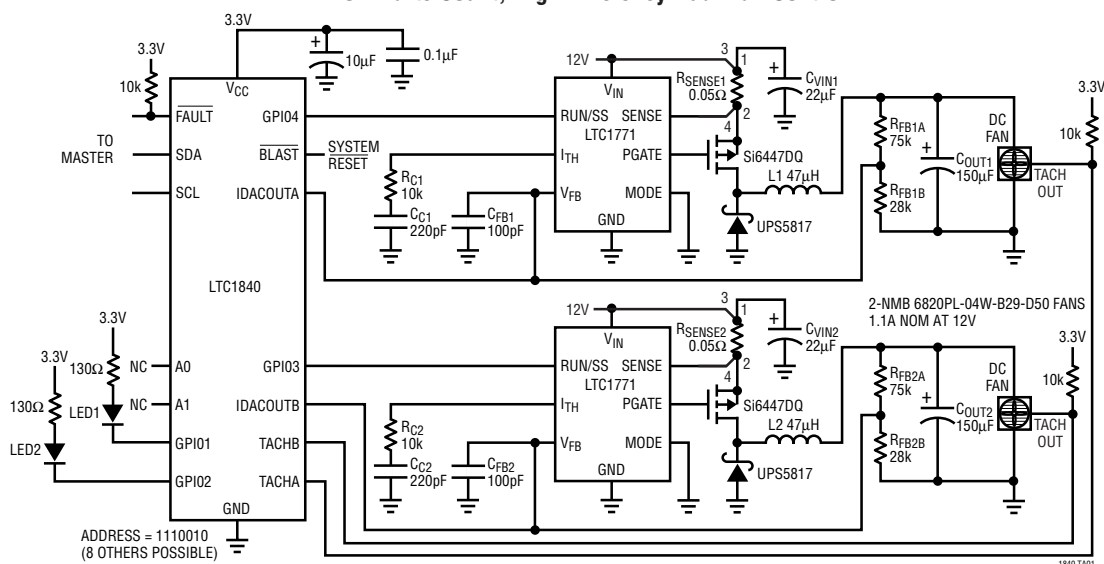 3.3V
3.3V
10k
10µF
0.1µF
VCC
FAULT
GPIO4
TO
MASTER
SDA
BLAST
SYSTEM
RESET
SCL
IDACOUTA
LTC1840
3.3V
3.3V
130Ω
130Ω
NC
A0
GPIO3
NC
A1
IDACOUTB
LED1
LED2
GPI01
TACHB
GPI02
TACHA
GND
ADDRESS = 1110010
(8 OTHERS POSSIBLE)
12V
3
1
VIN
RSENSE1
0.05Ω
CVIN1
22µF
RUN/SS
SENSE
2
LTC1771
4
ITH
PGATE
Si6447DQ
RC1
10k
L1 47µH
CC1
220pF
CFB1
100pF
VFB
MODE
GND
UPS5817
RFB1A
75k
RFB1B
28k
COUT1
150µF
DC
FAN
3.3V
10k
TACH
OUT
2-NMB 6820PL-04W-B29-D50 FANS
1.1A NOM AT 12V
12V
3
1
VIN
RSENSE2
0.05Ω
CVIN2
22µF
RUN/SS
SENSE
2
LTC1771
4
ITH
PGATE
Si6447DQ
RC2
10k
L2 47µH
CC2
220pF
CFB2
100pF
VFB
MODE
GND
UPS5817
RFB2A
75k
RFB2B
28k
COUT2
150µF
DC
FAN
3.3V
10k
TACH
OUT